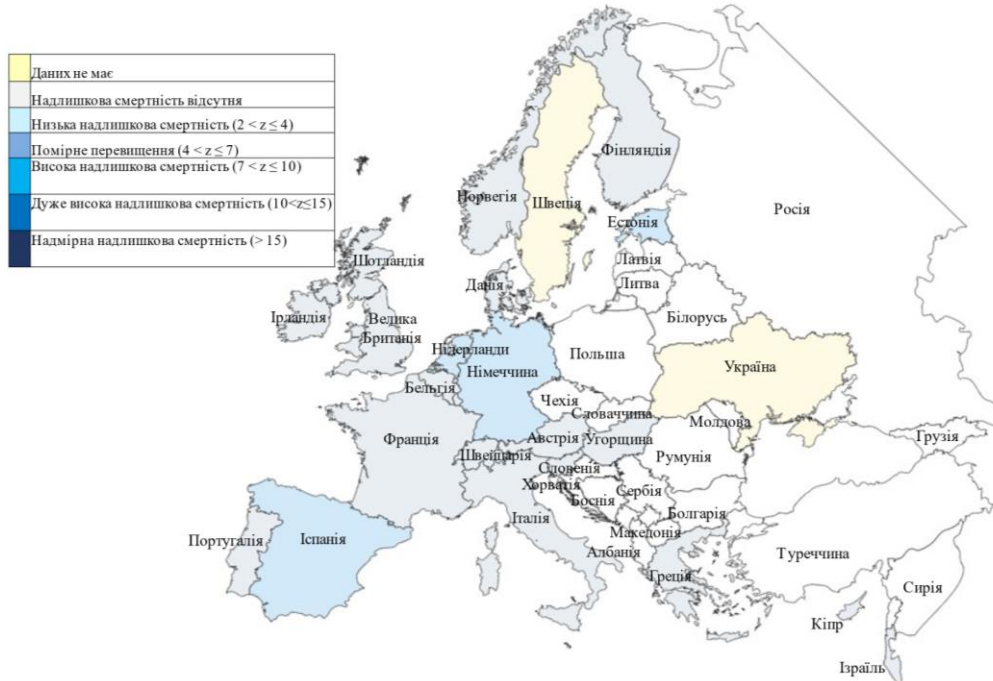 Даних не має
Надлишкова смертність відсутня
Низька надлишкова смертність (2 < z ≤ 4)
Помірне перевищення (4 < z ≤ 7)
Висока надлишкова смертність (7 < z ≤ 10)
Дуже висока надлишкова смертність (10<z≤15)
Надмірна надлишкова смертність (> 15)
Фінляндія
Норвегія
Швеція
Росія
Естонія
Латвія
Литва
Шотландія
Данія
Ірландія
Велика
Британія
Білорусь
Нідерланди
Польша
Німеччина
Україна
Бельгія
Чехія
Словаччина
Молдова
Франція
Австрія
Угорщина
Грузія
Швейцарія
Румунія
Словенія
Хорватія
Боснія
Сербія
Болгарія
Італія
Македонія
Португалія
Іспанія
Албанія
Туреччина
Греція
Сирія
Кіпр
Ізраїль